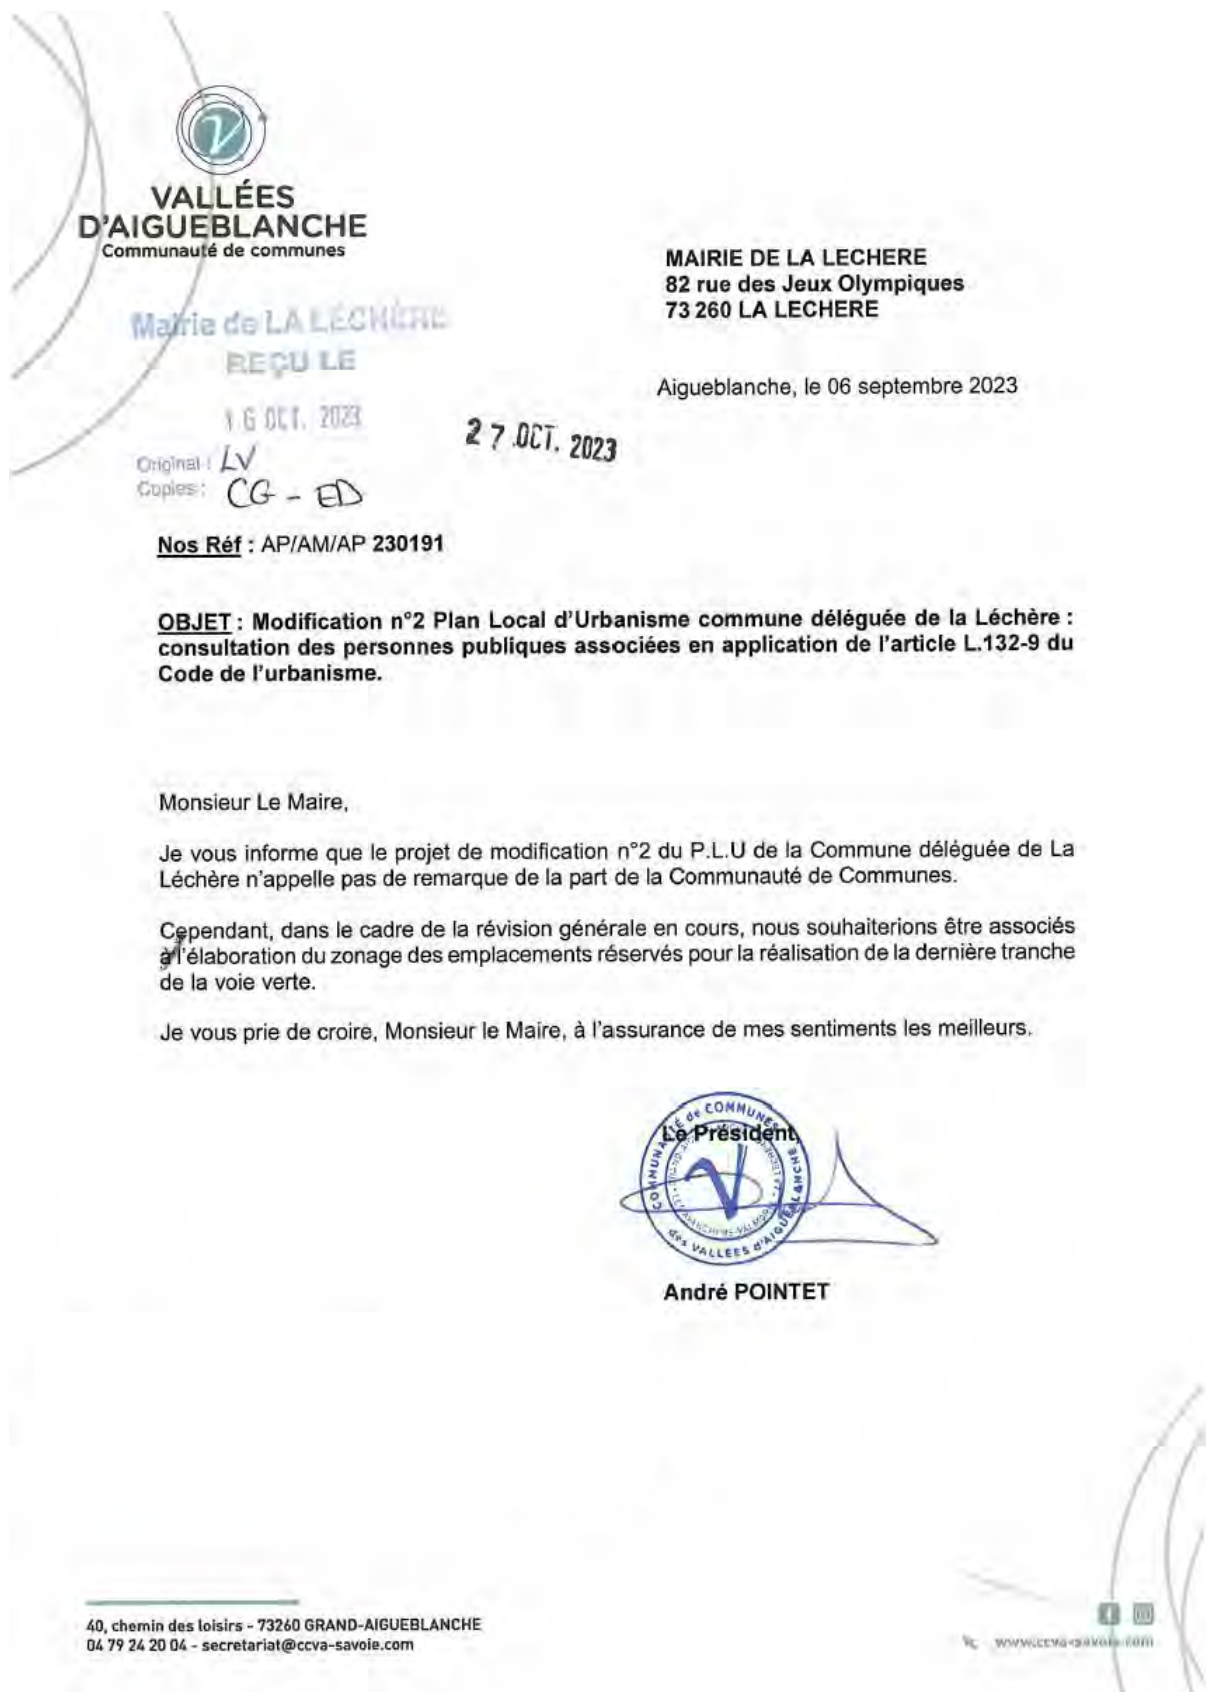 VALLÉES
D'AIGUEBLANCHE
Communauté de communes
MAIRIE DE LA LECHERE
82 rue des Jeux Olympiques
73 260 LA LECHERE
Mairie de LA LÉCHÈRE
REÇU LE
Aigueblanche, le 06 septembre 2023
16 OCT. 2023
27 OCT. 2023
Original : LV
Copies : CG - ED
Nos Réf : AP/AM/AP 230191
OBJET : Modification n°2 Plan Local d'Urbanisme commune déléguée de la Léchère :
consultation des personnes publiques associées en application de l'article L.132-9 du
Code de l'urbanisme.
Monsieur Le Maire,
Je vous informe que le projet de modification n°2 du P.L.U de la Commune déléguée de La
Léchère n'appelle pas de remarque de la part de la Communauté de Communes.
Cependant, dans le cadre de la révision générale en cours, nous souhaiterions être associés
à l'élaboration du zonage des emplacements réservés pour la réalisation de la dernière tranche
de la voie verte.
Je vous prie de croire, Monsieur le Maire, à l'assurance de mes sentiments les meilleurs.
Le Président,
COMMUNAUTÉ de COMMUNES
des VALLEES d'AIGUEBLANCHE
André POINTET
40, chemin des loisirs - 73260 GRAND-AIGUEBLANCHE
04 79 24 20 04 - secretariat@ccva-savoie.com
www.ccva-savoie.com